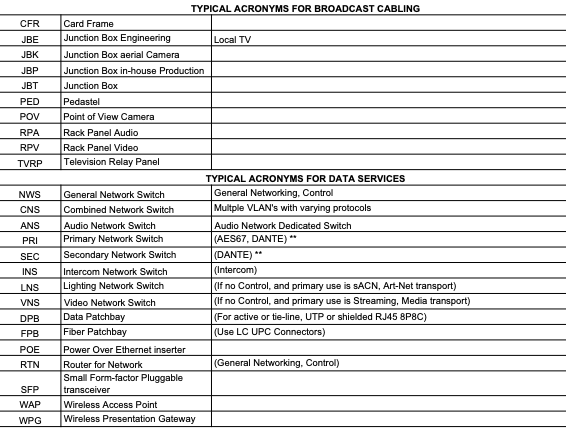 TYPICAL ACRONYMS FOR BROADCAST CABLING
CFR Card Frame
JBE Junction Box Engineering Local TV
JBK Junction Box aerial Camera
JBP Junction Box in-house Production
JBT Junction Box
PED Pedastel
POV Point of View Camera
RPA Rack Panel Audio
RPV Rack Panel Video
TVRP Television Relay Panel
TYPICAL ACRONYMS FOR DATA SERVICES
NWS General Network Switch General Networking, Control
CNS Combined Network Switch Multple VLAN's with varying protocols
ANS Audio Network Switch Audio Network Dedicated Switch
PRI Primary Network Switch (AES67, DANTE) **
SEC Secondary Network Switch (DANTE) **
INS Intercom Network Switch (Intercom)
LNS Lighting Network Switch (If no Control, and primary use is sACN, Art-Net transport)
VNS Video Network Switch (If no Control, and primary use is Streaming, Media transport)
DPB Data Patchbay (For active or tie-line, UTP or shielded RJ45 8P8C)
FPB Fiber Patchbay (Use LC UPC Connectors)
POE Power Over Ethernet inserter
RTN Router for Network (General Networking, Control)
Small Form-factor Pluggable
SFP transceiver
WAP Wireless Access Point
WPG Wireless Presentation Gateway